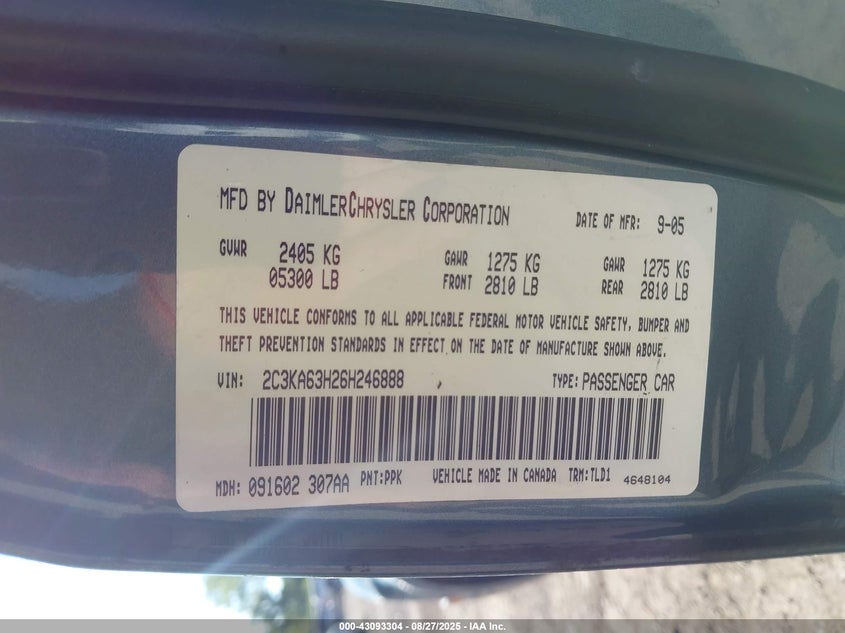 MFD BY DAIMLERCHRYSLER CORPORATION DATE OF MFR: 9-05
GVWR 2405 KG GAWR 1275 KG GAWR 1275 KG
05300 LB FRONT 2810 LB REAR 2810 LB
THIS VEHICLE CONFORMS TO ALL APPLICABLE FEDERAL MOTOR VEHICLE SAFETY, BUMPER AND
THEFT PREVENTION STANDARDS IN EFFECT ON THE DATE OF MANUFACTURE SHOWN ABOVE.
VIN: 2C3KA63H26H246888 TYPE: PASSENGER CAR
MDH: 091602 307AA PNT:PPK VEHICLE MADE IN CANADA TRM:TLD1 4648104
000-43093304 - 08/27/2025 - IAA Inc.